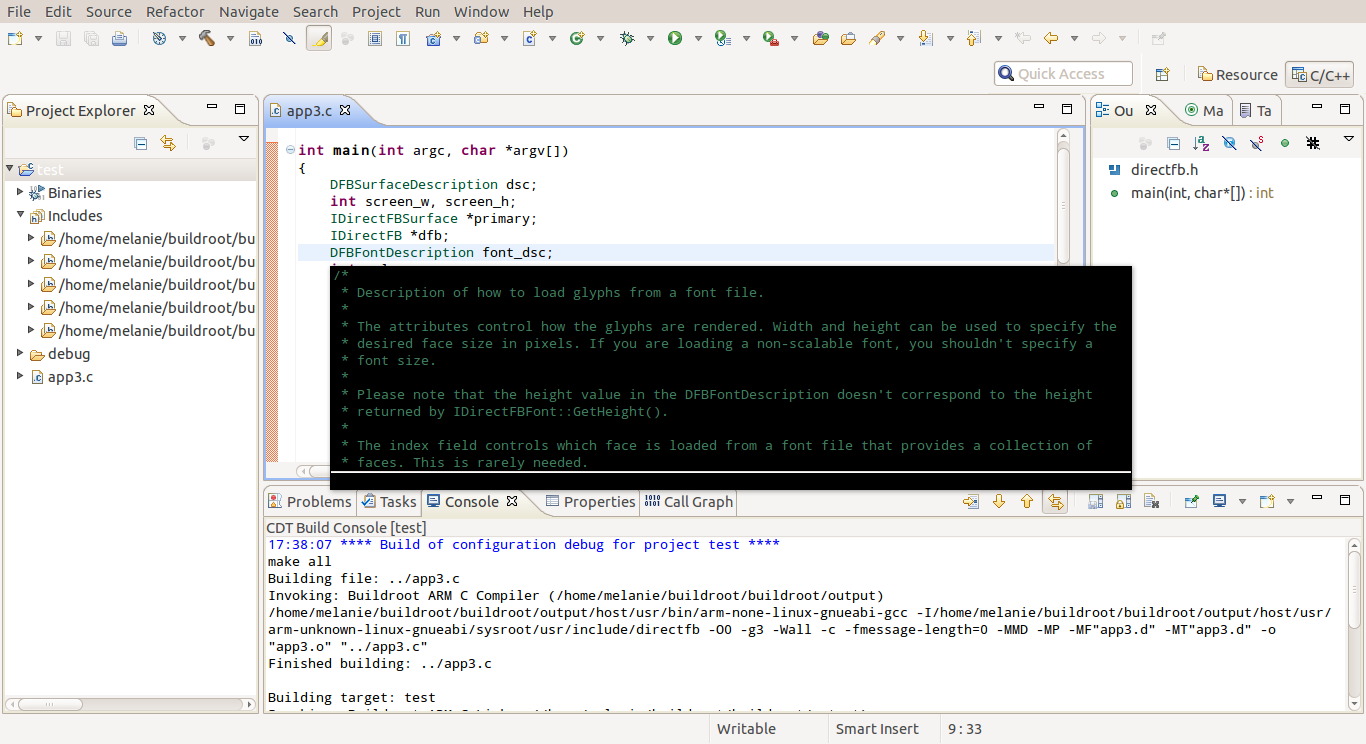 File Edit Source Refactor Navigate Search Project Run Window Help
Quick Access
Resource
C/C++
Project Explorer
test
Binaries
Includes
/home/melanie/buildroot/bu
/home/melanie/buildroot/bu
/home/melanie/buildroot/bu
/home/melanie/buildroot/bu
/home/melanie/buildroot/bu
debug
app3.c
app3.c
int main(int argc, char *argv[])
{
DFBSurfaceDescription dsc;
int screen_w, screen_h;
IDirectFBSurface *primary;
IDirectFB *dfb;
DFBFontDescription font_dsc;
/*
* Description of how to load glyphs from a font file.
*
* The attributes control how the glyphs are rendered. Width and height can be used to specify the
* desired face size in pixels. If you are loading a non-scalable font, you shouldn't specify a
* font size.
*
* Please note that the height value in the DFBFontDescription doesn't correspond to the height
* returned by IDirectFBFont::GetHeight().
*
* The index field controls which face is loaded from a font file that provides a collection of
* faces. This is rarely needed.
Ou
Ma
Ta
directfb.h
main(int, char*[]) : int
Problems Tasks Console Properties Call Graph
CDT Build Console [test]
17:38:07 **** Build of configuration debug for project test ****
make all
Building file: ../app3.c
Invoking: Buildroot ARM C Compiler (/home/melanie/buildroot/buildroot/output)
/home/melanie/buildroot/buildroot/output/host/usr/bin/arm-none-linux-gnueabi-gcc -I/home/melanie/buildroot/buildroot/output/host/usr/
arm-unknown-linux-gnueabi/sysroot/usr/include/directfb -O0 -g3 -Wall -c -fmessage-length=0 -MMD -MP -MF"app3.d" -MT"app3.d" -o
"app3.o" "../app3.c"
Finished building: ../app3.c
Building target: test
Writable
Smart Insert
9 : 33